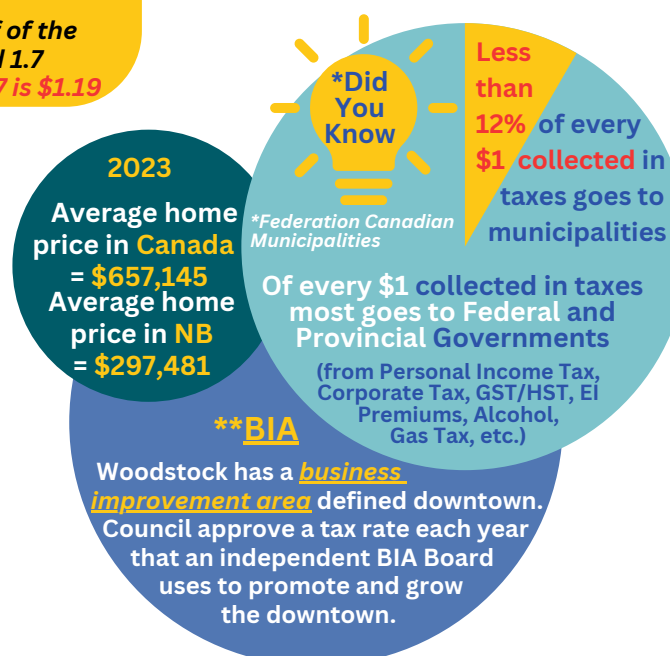 f of the
d 1.7
7 is $1.19
*Did
You
Know
*Federation Canadian
Municipalities
Less
than
12% of every
$1 collected in
taxes goes to
municipalities
Of every $1 collected in taxes
most goes to Federal and
Provincial Governments
(from Personal Income Tax,
Corporate Tax, GST/HST, EI
Premiums, Alcohol,
Gas Tax, etc.)
2023
Average home
price in Canada
= $657,145
Average home
price in NB
= $297,481
**BIA
Woodstock has a business
improvement area defined downtown.
Council approve a tax rate each year
that an independent BIA Board
uses to promote and grow
the downtown.